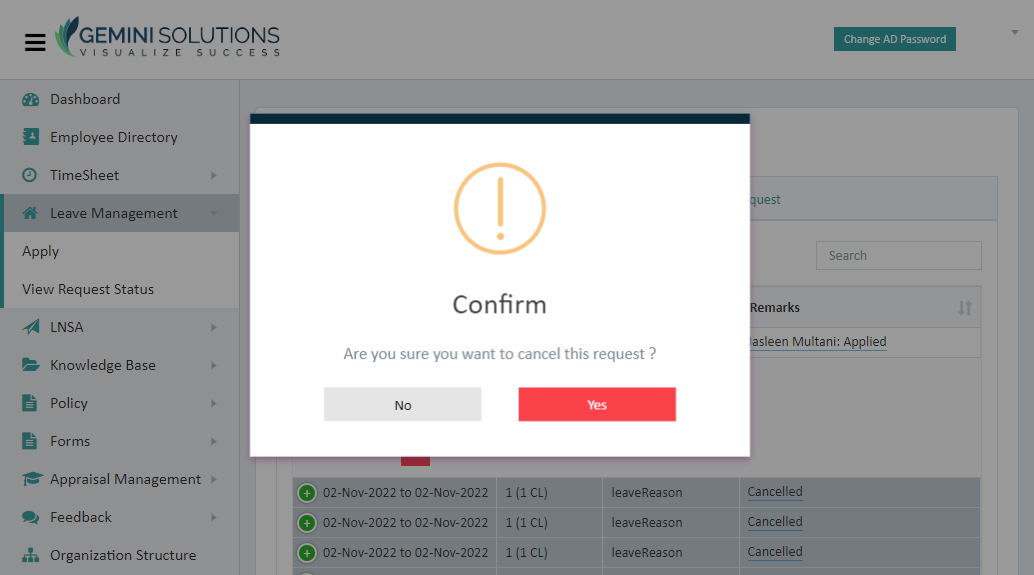 GEMINI SOLUTIONS
VISUALIZE SUCCESS
Change AD Password
Dashboard
Employee Directory
TimeSheet
Leave Management
Apply
View Request Status
LNSA
Knowledge Base
Policy
Forms
Appraisal Management
Feedback
Organization Structure
Confirm
Are you sure you want to cancel this request ?
No
Yes
Search
Remarks
Multani: Applied
02-Nov-2022 to 02-Nov-2022 1 (1 CL) leaveReason Cancelled
02-Nov-2022 to 02-Nov-2022 1 (1 CL) leaveReason Cancelled
02-Nov-2022 to 02-Nov-2022 1 (1 CL) leaveReason Cancelled